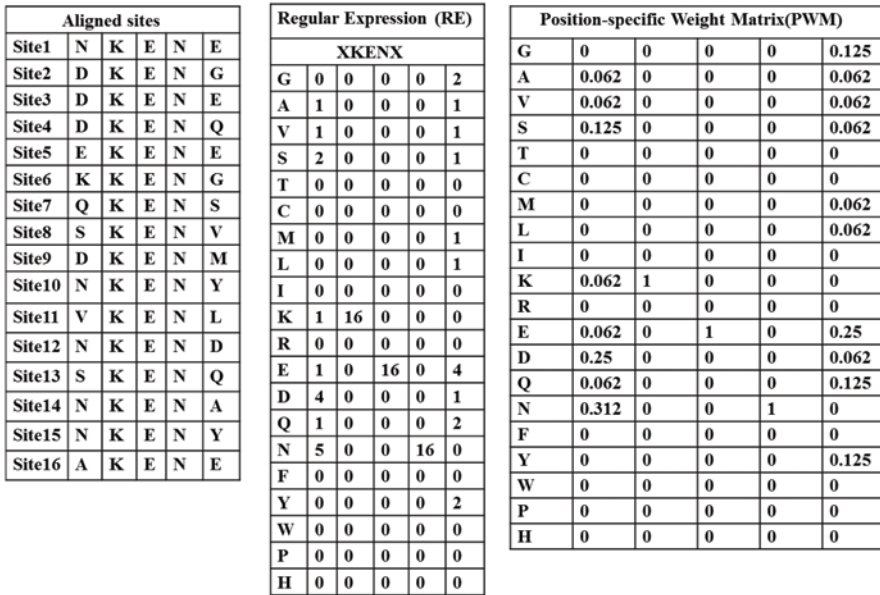 Aligned sites
Site1 N K E N E
Site2 D K E N G
Site3 D K E N E
Site4 D K E N Q
Site5 E K E N E
Site6 K K E N G
Site7 Q K E N S
Site8 S K E N V
Site9 D K E N M
Site10 N K E N Y
Site11 V K E N L
Site12 N K E N D
Site13 S K E N Q
Site14 N K E N A
Site15 N K E N Y
Site16 A K E N E
Regular Expression (RE)
XKENX
G 0 0 0 0 2
A 1 0 0 0 1
V 1 0 0 0 1
S 2 0 0 0 1
T 0 0 0 0 0
C 0 0 0 0 0
M 0 0 0 0 1
L 0 0 0 0 1
I 0 0 0 0 0
K 1 16 0 0 0
R 0 0 0 0 0
E 1 0 16 0 4
D 4 0 0 0 1
Q 1 0 0 0 2
N 5 0 0 16 0
F 0 0 0 0 0
Y 0 0 0 0 2
W 0 0 0 0 0
P 0 0 0 0 0
H 0 0 0 0 0
Position-specific Weight Matrix(PWM)
G 0 0 0 0 0.125
A 0.062 0 0 0 0.062
V 0.062 0 0 0 0.062
S 0.125 0 0 0 0.062
T 0 0 0 0 0
C 0 0 0 0 0
M 0 0 0 0 0.062
L 0 0 0 0 0.062
I 0 0 0 0 0
K 0.062 1 0 0 0
R 0 0 0 0 0
E 0.062 0 1 0 0.25
D 0.25 0 0 0 0.062
Q 0.062 0 0 0 0.125
N 0.312 0 0 1 0
F 0 0 0 0 0
Y 0 0 0 0 0.125
W 0 0 0 0 0
P 0 0 0 0 0
H 0 0 0 0 0